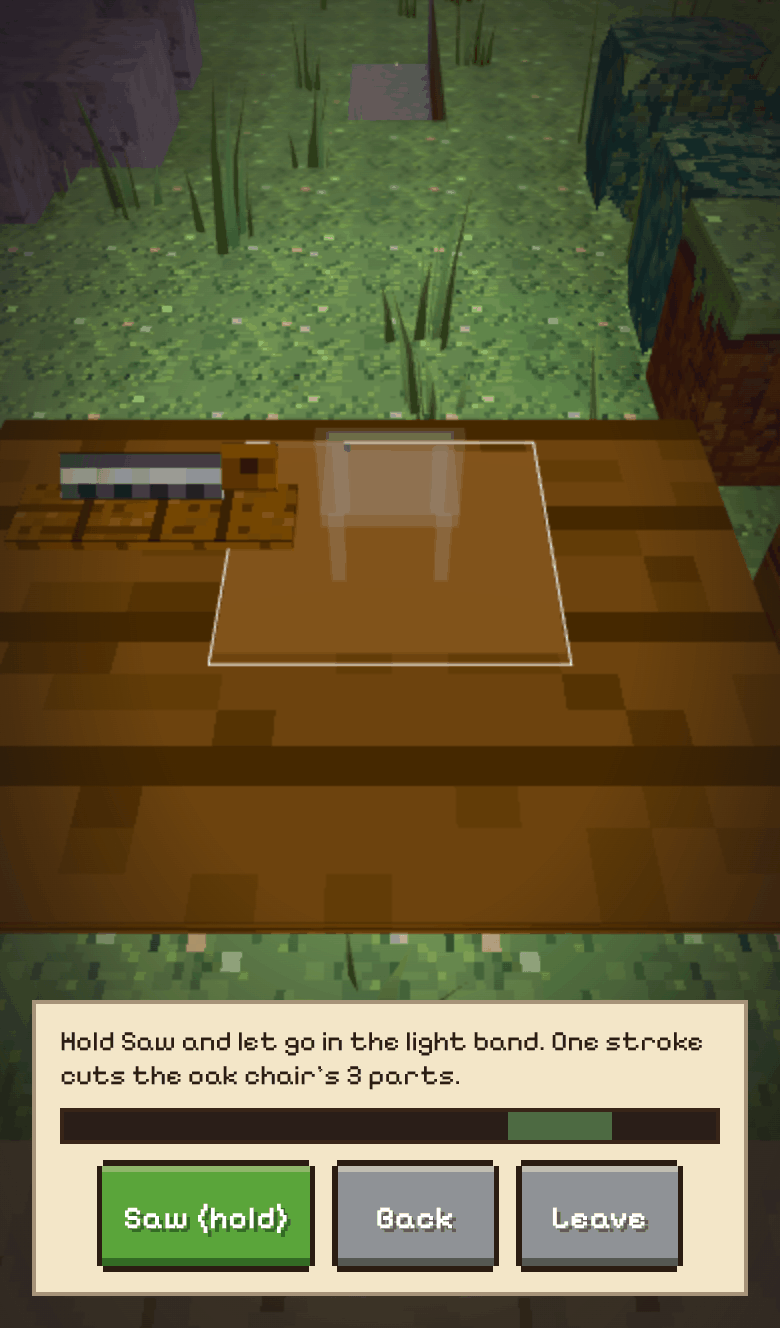 Hold Saw and let go in the light band. One stroke
cuts the oak chair's 3 parts.
Saw (hold)
Back
Leave